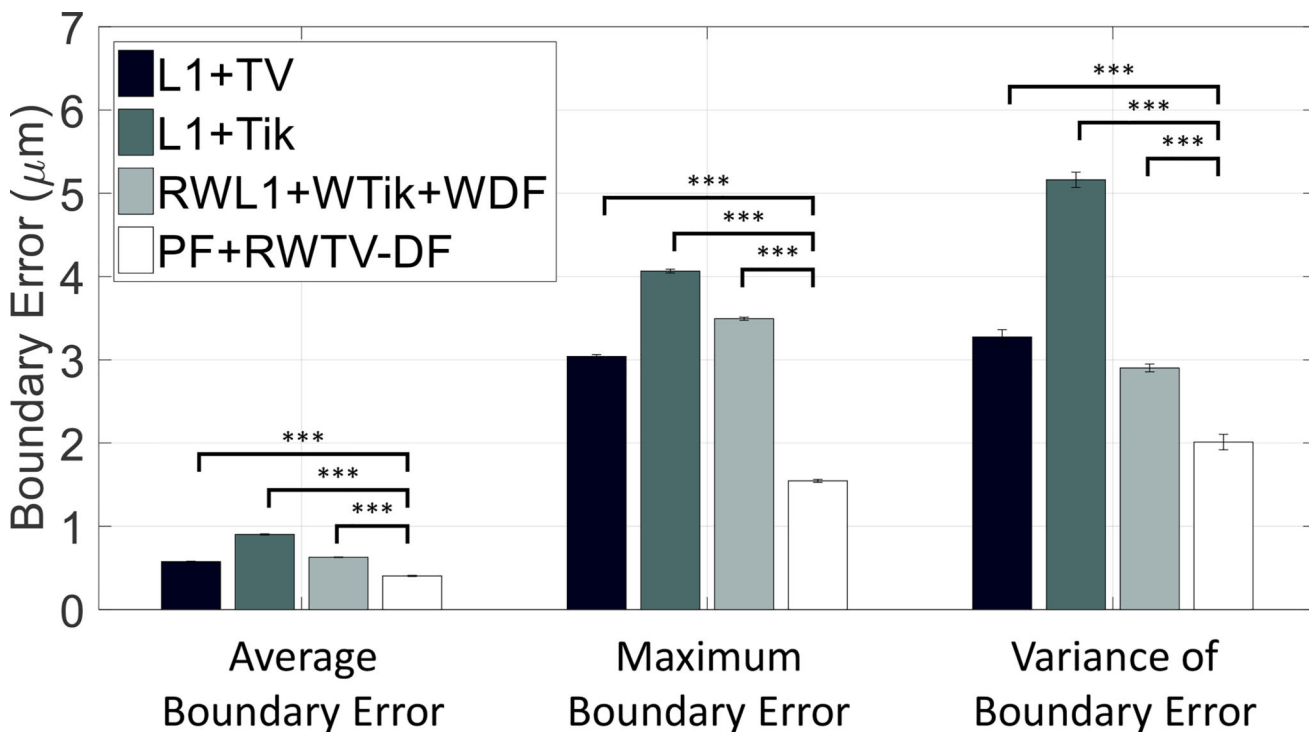 7
6
5
4
3
2
1
0
Boundary Error (μm)
L1+TV
L1+Tik
RWL1+WTik+WDF
PF+RWTV-DF
***
***
***
***
***
***
***
***
***
Average
Boundary Error
Maximum
Boundary Error
Variance of
Boundary Error